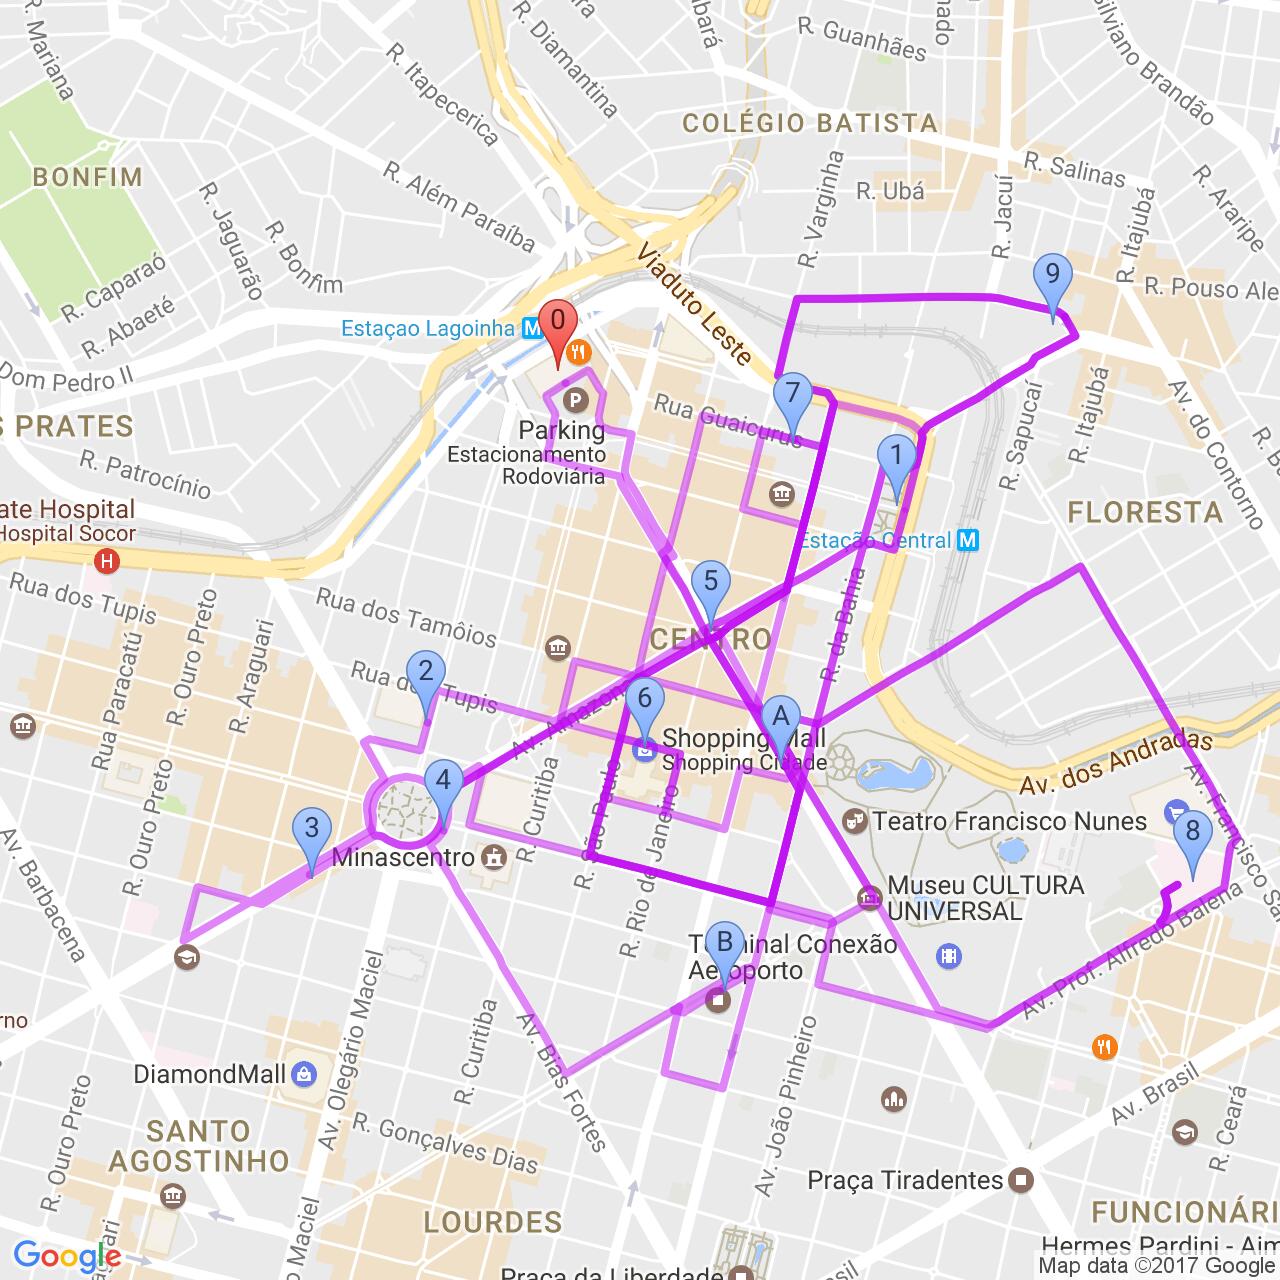 R. Mariana
R. Itapecerica
R. Diamantina
R. Guanhães
Silviano Brandão
COLÉGIO BATISTA
BONFIM
R. Além Paraíba
R. Salinas
R. Ubá
R. Varginha
R. Jacuí
R. Itajubá
R. Araripe
R. Jaguarão
R. Bonfim
R. Caparaó
R. Abaeté
Viaduto Leste
R. Pouso Ale
9
Estaçao Lagoinha
M
0
Dom Pedro II
S PRATES
R. Patrocínio
P
Parking
Estacionamento
Rodoviária
Rua Guaicurus
7
1
R. Sapucaí
R. Itajubá
Av. do Contorno
FLORESTA
ate Hospital
Hospital Socor
H
Estação Central
M
Rua dos Tupis
R. Ouro Preto
R. Paracatú
R. Araguari
Rua dos Tamôios
5
CENTRO
R. da Bahia
2
Rua dos Tupis
Av. Amazonas
6
A
Shopping Mall
Shopping Cidade
Av. dos Andradas
R. Ouro Preto
4
R. Curitiba
R. São Paulo
R. Rio de Janeiro
Teatro Francisco Nunes
Av. Francisco Sa
8
3
Minascentro
Av. Barbacena
Museu CULTURA
UNIVERSAL
B
Terminal Conexão
Aeroporto
Av. Prof. Alfredo Balena
rno
Av. Olegário Maciel
R. Curitiba
Av. Bias Fortes
Av. João Pinheiro
DiamondMall
R. Ouro Preto
Av. Brasil
R. Ceará
SANTO
AGOSTINHO
R. Gonçalves Dias
Praça Tiradentes
LOURDES
FUNCIONÁRI
Maciel
Hermes Pardini - Aim
Google
Praça da Liberdade
Map data ©2017 Google